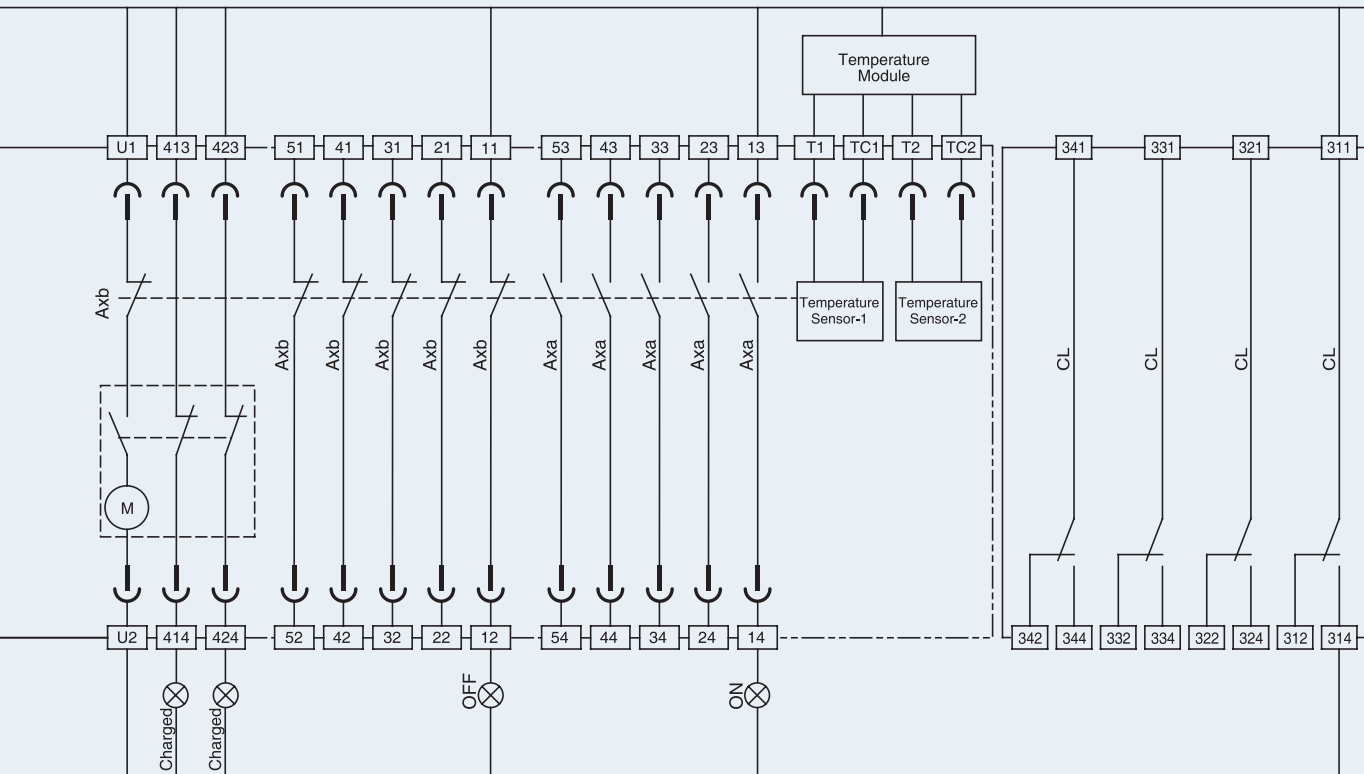 Temperature
Module
U1 413 423 51 41 31 21 11 53 43 33 23 13 T1 TC1 T2 TC2 341 331 321 311
Axb
Temperature
Sensor-1
Temperature
Sensor-2
Axb Axb Axb Axb Axb Axa Axa Axa Axa Axa CL CL CL CL
M
U2 414 424 52 42 32 22 12 54 44 34 24 14 342 344 332 334 322 324 312 314
Charged Charged OFF ON